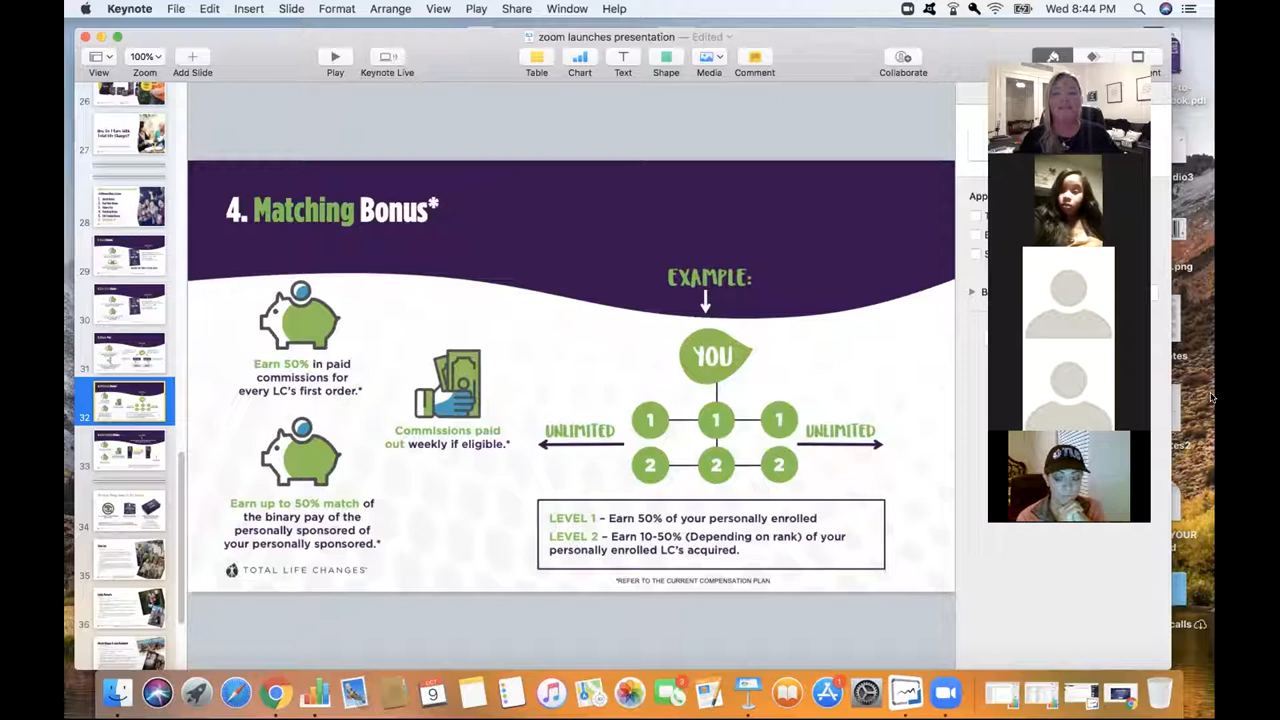 Keynote File Edit Insert Slide Format Arrange View Play Share Window Help
Wed 8:44 PM
zoom launches presentation — Edited
100%
View Zoom Add Slide Play Keynote Live Table Chart Text Shape Media Comment Collaborate
26
27
28
29
30
31
32
33
34
35
36
4. Matching Bonus*
EXAMPLE:
YOU
1 1 1
UNLIMITED UNLIMITED
2 2 2
Earn 50% in paid
commissions for
every LC's first order.*
Commissions paid
out weekly if eligible.*
Earn up to 50% match of
the binary pay of the
personally sponsored of
your personally sponsored.*
TOTAL LIFE CHANGES
LEVEL 1 – Earn 50% of your personally enrolled
LEVEL 2 – Earn 10-50% (Depending on rank) of your
personally enrolled LC's acquired.
*REFER TO THE CURRENT COMPENSATION PLAN
OCT
9